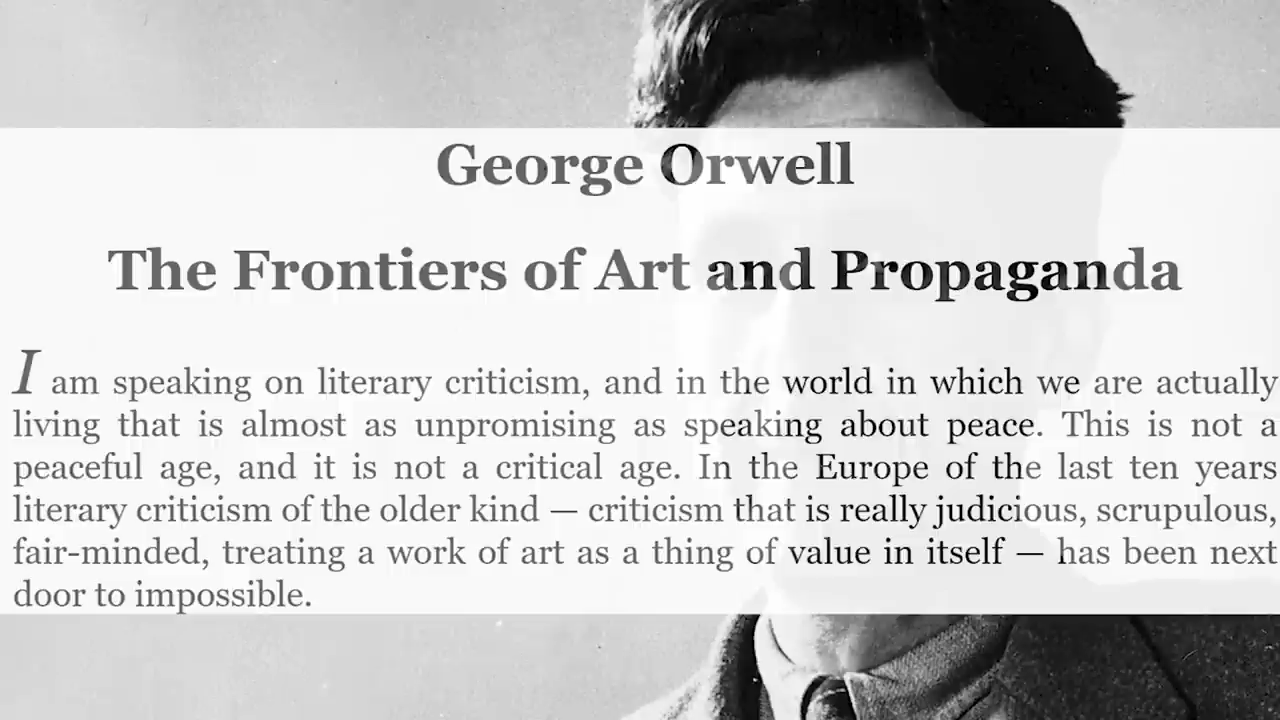 George Orwell
The Frontiers of Art and Propaganda
I am speaking on literary criticism, and in the world in which we are actually
living that is almost as unpromising as speaking about peace. This is not a
peaceful age, and it is not a critical age. In the Europe of the last ten years
literary criticism of the older kind — criticism that is really judicious, scrupulous,
fair-minded, treating a work of art as a thing of value in itself — has been next
door to impossible.